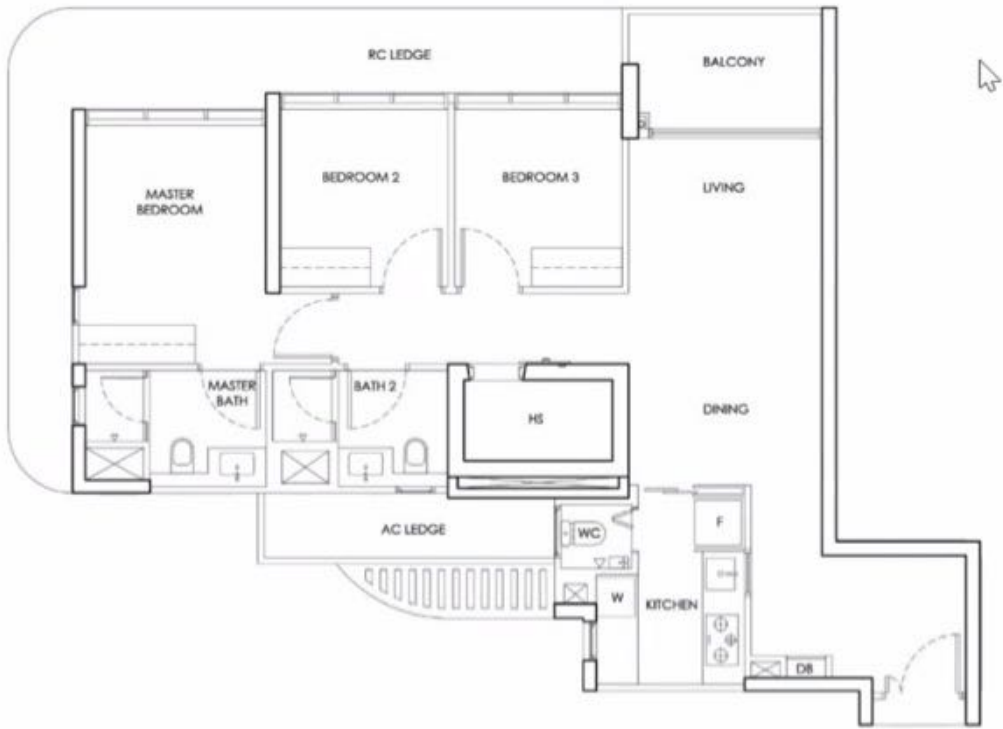 RC LEDGE
BALCONY
MASTER
BEDROOM
BEDROOM 2
BEDROOM 3
LIVING
MASTER
BATH
BATH 2
HS
DINING
AC LEDGE
WC
F
W
KITCHEN
DB